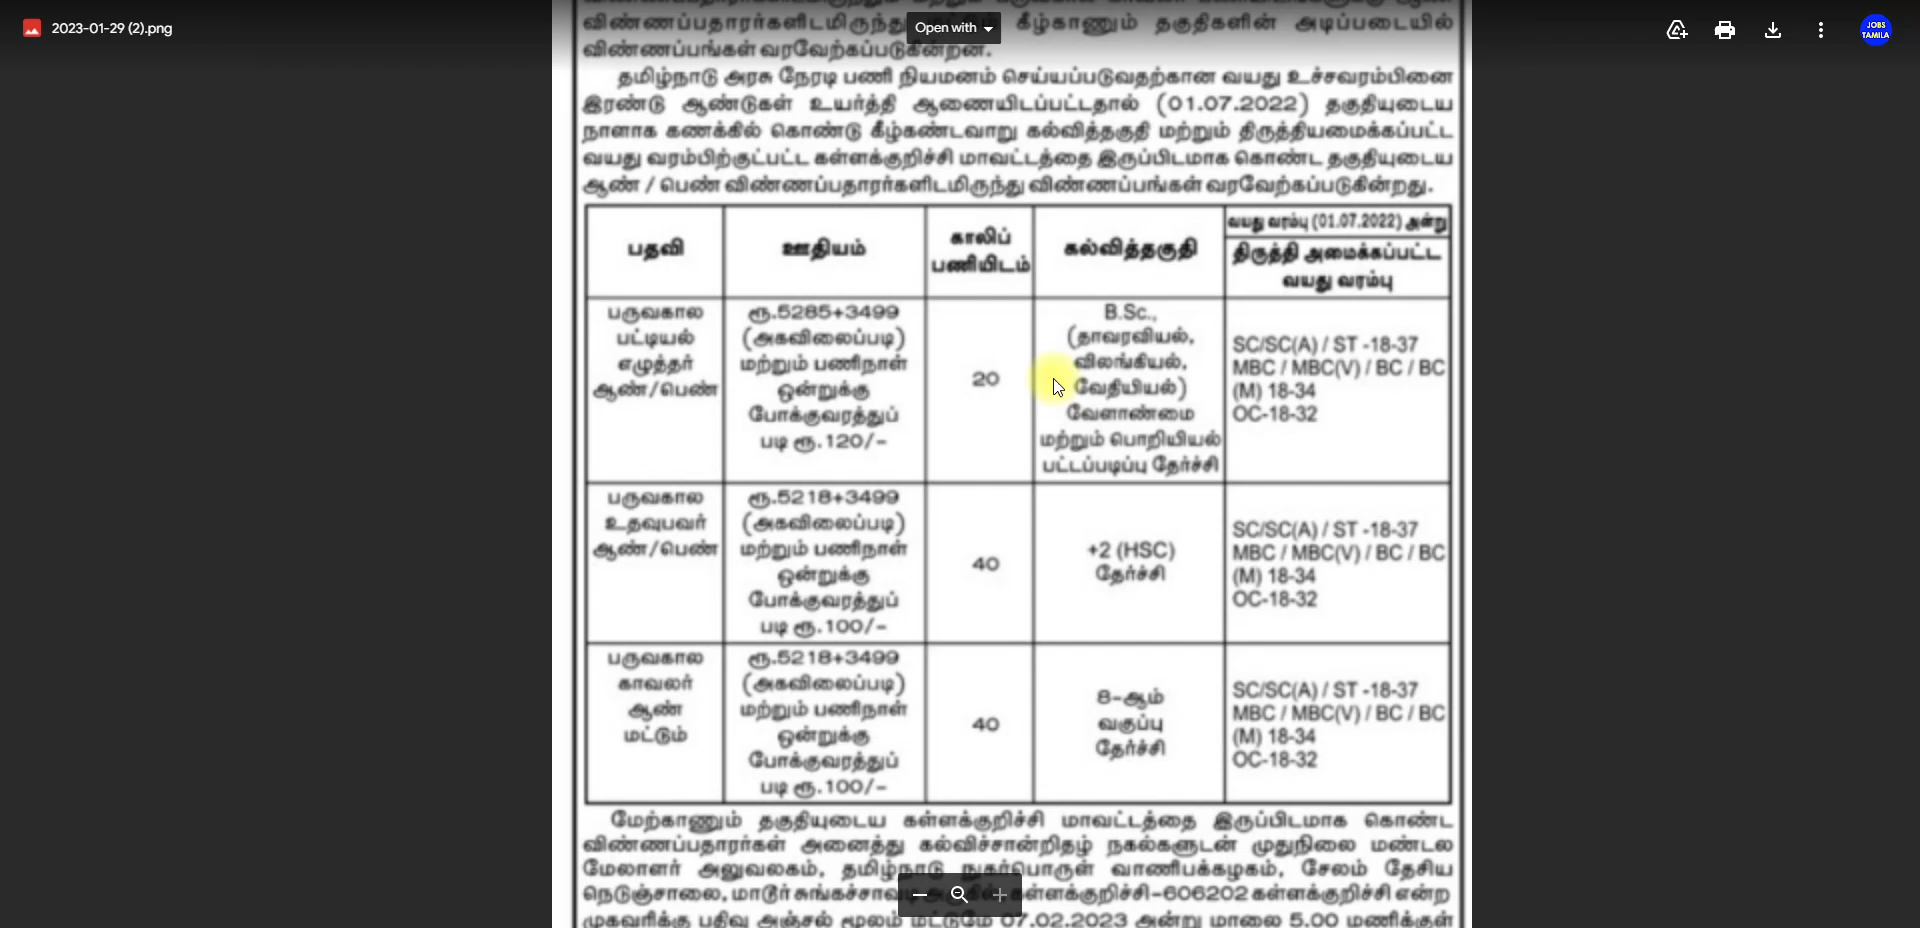 2023-01-29 (2).png
Open with
JOBS
TAMILA
விண்ணப்பதாரர்களிடமிருந்து மட்டும் கீழ்காணும் தகுதிகளின் அடிப்படையில்
விண்ணப்பங்கள் வரவேற்கப்படுகின்றன.
தமிழ்நாடு அரசு நேரடி பணி நியமனம் செய்யப்படுவதற்கான வயது உச்சவரம்பினை
இரண்டு ஆண்டுகள் உயர்த்தி ஆணையிடப்பட்டதால் (01.07.2022) தகுதியுடைய
நாளாக கணக்கில் கொண்டு கீழ்கண்டவாறு கல்வித்தகுதி மற்றும் திருத்தியமைக்கப்பட்ட
வயது வரம்பிற்குட்பட்ட கள்ளக்குறிச்சி மாவட்டத்தை இருப்பிடமாக கொண்ட தகுதியுடைய
ஆண் / பெண் விண்ணப்பதாரர்களிடமிருந்து விண்ணப்பங்கள் வரவேற்கப்படுகின்றது.
பதவி
ஊதியம்
காலிப்
பணியிடம்
கல்வித்தகுதி
வயது வரம்பு (01.07.2022) அன்று
திருத்தி அமைக்கப்பட்ட
வயது வரம்பு
பருவகால
பட்டியல்
எழுத்தர்
ஆண்/பெண்
ரூ.5285+3499
(அகவிலைப்படி)
மற்றும் பணிநாள்
ஒன்றுக்கு
போக்குவரத்துப்
படி ரூ.120/-
20
B.Sc.,
(தாவரவியல்,
விலங்கியல்,
வேதியியல்)
வேளாண்மை
மற்றும் பொறியியல்
பட்டப்படிப்பு தேர்ச்சி
SC/SC(A) / ST -18-37
MBC / MBC(V) / BC / BC
(M) 18-34
OC-18-32
பருவகால
உதவுபவர்
ஆண்/பெண்
ரூ.5218+3499
(அகவிலைப்படி)
மற்றும் பணிநாள்
ஒன்றுக்கு
போக்குவரத்துப்
படி ரூ.100/-
40
+2 (HSC)
தேர்ச்சி
SC/SC(A) / ST -18-37
MBC / MBC(V) / BC / BC
(M) 18-34
OC-18-32
பருவகால
காவலர்
ஆண்
மட்டும்
ரூ.5218+3499
(அகவிலைப்படி)
மற்றும் பணிநாள்
ஒன்றுக்கு
போக்குவரத்துப்
படி ரூ.100/-
40
8-ஆம்
வகுப்பு
தேர்ச்சி
SC/SC(A) / ST -18-37
MBC / MBC(V) / BC / BC
(M) 18-34
OC-18-32
மேற்காணும் தகுதியுடைய கள்ளக்குறிச்சி மாவட்டத்தை இருப்பிடமாக கொண்ட
விண்ணப்பதாரர்கள் அனைத்து கல்விச்சான்றிதழ் நகல்களுடன் முதுநிலை மண்டல
மேலாளர் அலுவலகம், தமிழ்நாடு நுகர்பொருள் வாணிபக்கழகம், சேலம் தேசிய
நெடுஞ்சாலை, மாடூர் கள்ளக்குறிச்சி-606202 கள்ளக்குறிச்சி என்ற
முகவரிக்கு பதிவு அஞ்சல் மூலம் மட்டுமே 07.02.2023 அன்று மாலை 5.00 மணிக்குள்